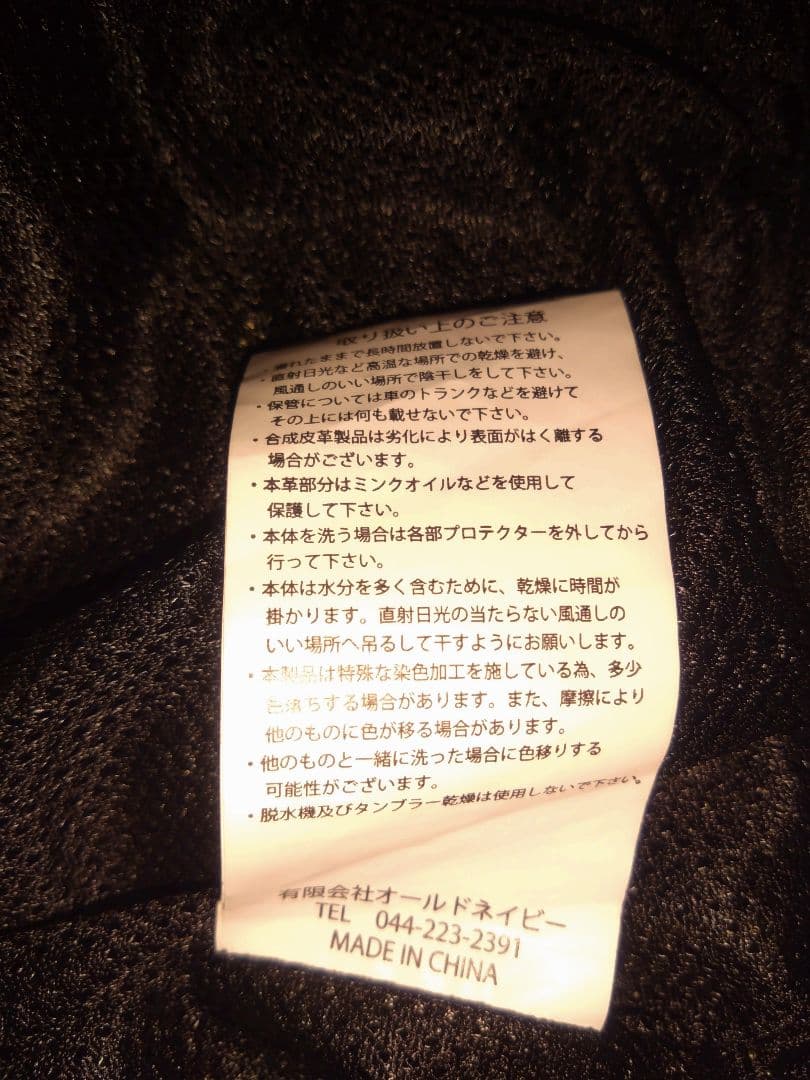 取り扱い上のご注意
・濡れたままで長時間放置しないで下さい。
・直射日光など高温な場所での乾燥を避け、
風通しのいい場所で陰干しをして下さい。
・保管については車のトランクなどを避けて
その上には何も載せないで下さい。
・合成皮革製品は劣化により表面がはく離する
場合がございます。
・本革部分はミンクオイルなどを使用して
保護して下さい。
・本体を洗う場合は各部プロテクターを外してから
行って下さい。
・本体は水分を多く含むために、乾燥に時間が
掛かります。直射日光の当たらない風通しの
いい場所へ吊るして干すようにお願いします。
・本製品は特殊な染色加工を施している為、多少
色落ちする場合があります。また、摩擦により
他のものに色が移る場合があります。
・他のものと一緒に洗った場合に色移りする
可能性がございます。
・脱水機及びタンブラー乾燥は使用しないで下さい。
有限会社オールドネイビー
TEL 044-223-2391
MADE IN CHINA